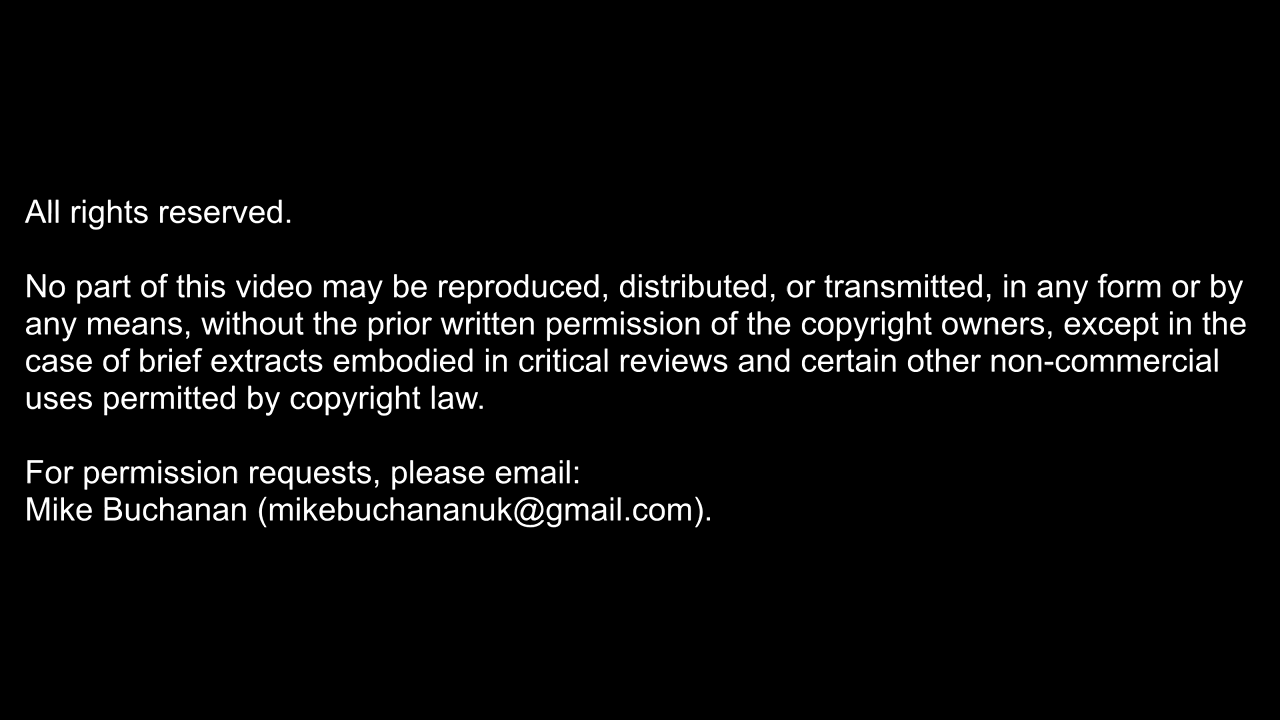 All rights reserved.
No part of this video may be reproduced, distributed, or transmitted, in any form or by
any means, without the prior written permission of the copyright owners, except in the
case of brief extracts embodied in critical reviews and certain other non-commercial
uses permitted by copyright law.
For permission requests, please email:
Mike Buchanan (mikebuchananuk@gmail.com).